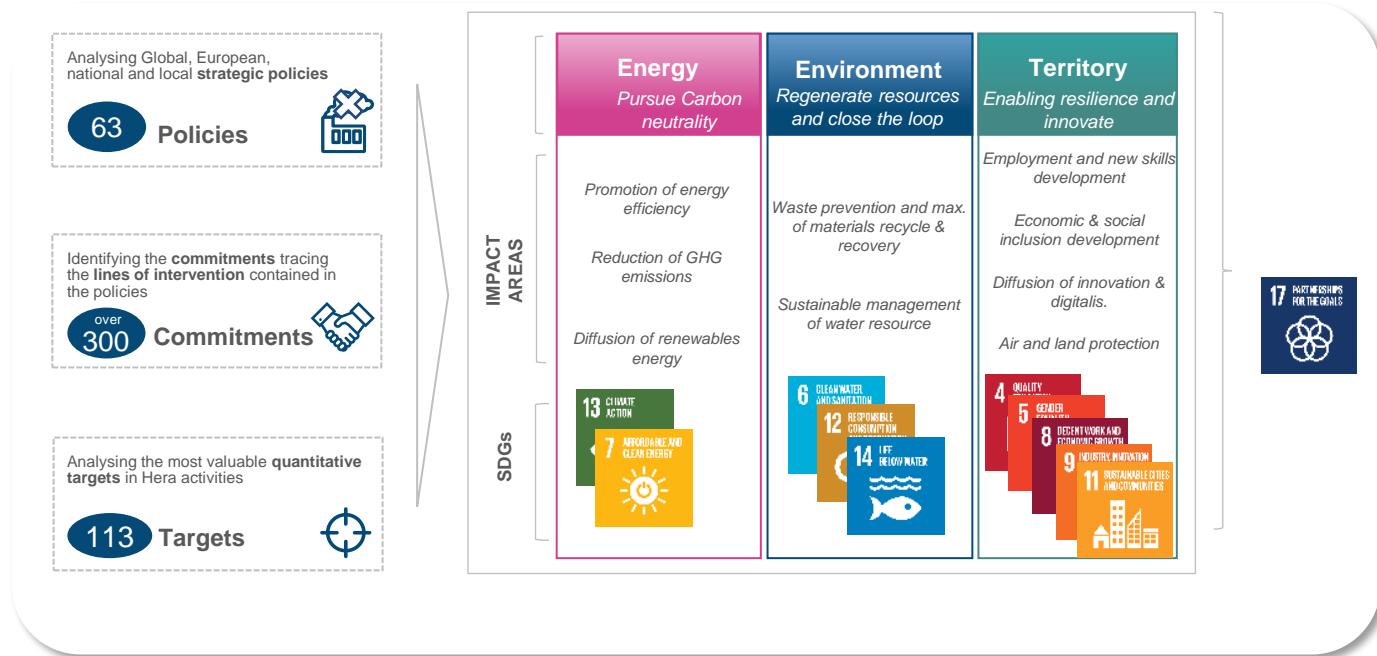 Analysing Global, European,
national and local strategic policies
63 Policies
Identifying the commitments tracing
the lines of intervention contained in
the policies
over
300 Commitments
Analysing the most valuable quantitative
targets in Hera activities
113 Targets
IMPACT
AREAS
SDGs
Energy
Pursue Carbon
neutrality
Promotion of energy
efficiency
Reduction of GHG
emissions
Diffusion of renewables
energy
13 CLIMATE
ACTION
7 AFFORDABLE AND
CLEAN ENERGY
Environment
Regenerate resources
and close the loop
Waste prevention and max.
of materials recycle &
recovery
Sustainable management
of water resource
6 CLEAN WATER
AND SANITATION
12 RESPONSIBLE
CONSUMPTION
14 LIFE
BELOW WATER
Territory
Enabling resilience and
innovate
Employment and new skills
development
Economic & social
inclusion development
Diffusion of innovation &
digitalis.
Air and land protection
4 QUALITY
5 GENDER
8 DECENT WORK AND
ECONOMIC GROWTH
9 INDUSTRY, INNOVATION
11 SUSTAINABLE CITIES
AND COMMUNITIES
17 PARTNERSHIPS
FOR THE GOALS